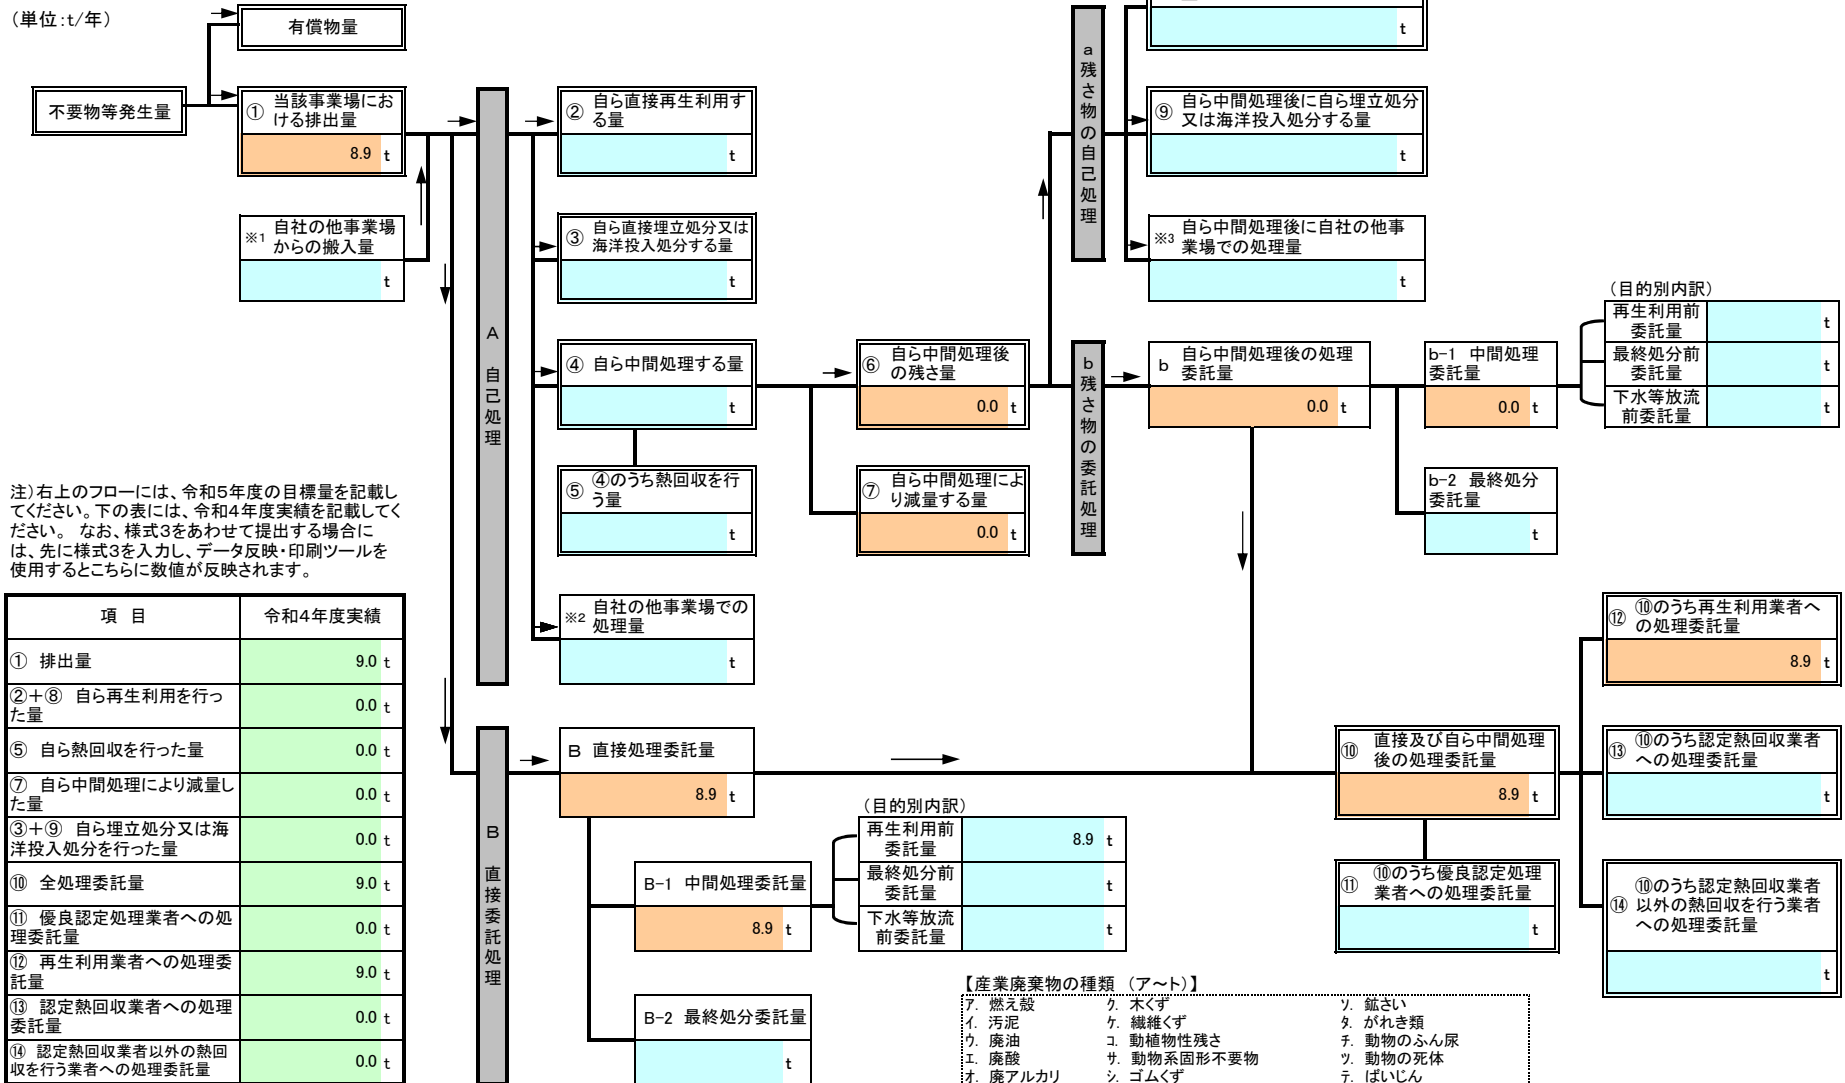 （単位：t/年）
有償物量
t
不要物等発生量
① 当該事業場にお
ける排出量
8.9 t
※1 自社の他事業場
からの搬入量
t
A 自己処理
② 自ら直接再生利用す
る量
t
③ 自ら直接埋立処分又は
海洋投入処分する量
t
④ 自ら中間処理する量
t
⑤ ④のうち熱回収を行
う量
t
※2 自社の他事業場での
処理量
t
⑥ 自ら中間処理後
の残さ量
0.0 t
⑦ 自ら中間処理によ
り減量する量
0.0 t
a 残さ物の自己処理
⑨ 自ら中間処理後に自ら埋立処分
又は海洋投入処分する量
t
※3 自ら中間処理後に自社の他事
業場での処理量
t
b 残さ物の委託処理
b 自ら中間処理後の処理
委託量
0.0 t
b-1 中間処理
委託量
0.0 t
b-2 最終処分
委託量
t
（目的別内訳）
再生利用前
委託量
t
最終処分前
委託量
t
下水等放流
前委託量
t
注）右上のフローには、令和５年度の目標量を記載し
てください。下の表には、令和４年度実績を記載してく
ださい。 なお、様式３をあわせて提出する場合に
は、先に様式３を入力し、データ反映・印刷ツールを
使用するとこちらに数値が反映されます。
項 目 令和４年度実績
① 排出量 9.0 t
②＋⑧ 自ら再生利用を行っ
た量 0.0 t
⑤ 自ら熱回収を行った量 0.0 t
⑦ 自ら中間処理により減量し
た量 0.0 t
③＋⑨ 自ら埋立処分又は海
洋投入処分を行った量 0.0 t
⑩ 全処理委託量 9.0 t
⑪ 優良認定処理業者への処
理委託量 0.0 t
⑫ 再生利用業者への処理委
託量 9.0 t
⑬ 認定熱回収業者への処理
委託量 0.0 t
⑭ 認定熱回収業者以外の熱回
収を行う業者への処理委託量 0.0 t
B 直接委託処理
B 直接処理委託量
8.9 t
B-1 中間処理委託量
8.9 t
B-2 最終処分委託量
t
（目的別内訳）
再生利用前
委託量
8.9 t
最終処分前
委託量
t
下水等放流
前委託量
t
⑩ 直接及び自ら中間処理
後の処理委託量
8.9 t
⑪ ⑩のうち優良認定処理
業者への処理委託量
t
⑫ ⑩のうち再生利用業者へ
の処理委託量
8.9 t
⑬ ⑩のうち認定熱回収業者
への処理委託量
t
⑭ ⑩のうち認定熱回収業者
以外の熱回収を行う業者
への処理委託量
t
【産業廃棄物の種類 （ア～ト）】
ア. 燃え殻 ク. 木くず ソ. 鉱さい
イ. 汚泥 ケ. 繊維くず タ. がれき類
ウ. 廃油 コ. 動植物性残さ チ. 動物のふん尿
エ. 廃酸 サ. 動物系固形不要物 ツ. 動物の死体
オ. 廃アルカリ シ. ゴムくず テ. ばいじん